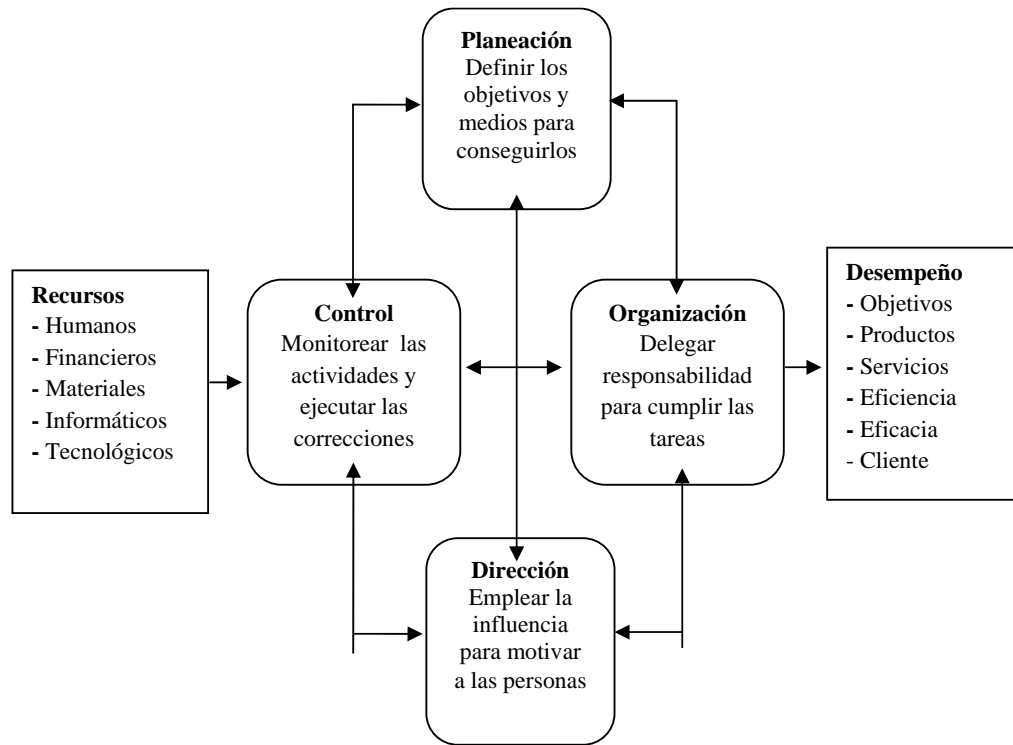 Planeación
Definir los
objetivos y
medios para
conseguirlos
Recursos
- Humanos
- Financieros
- Materiales
- Informáticos
- Tecnológicos
Control
Monitorear las
actividades y
ejecutar las
correcciones
Organización
Delegar
responsabilidad
para cumplir las
tareas
Desempeño
- Objetivos
- Productos
- Servicios
- Eficiencia
- Eficacia
- Cliente
Dirección
Emplear la
influencia
para motivar
a las personas